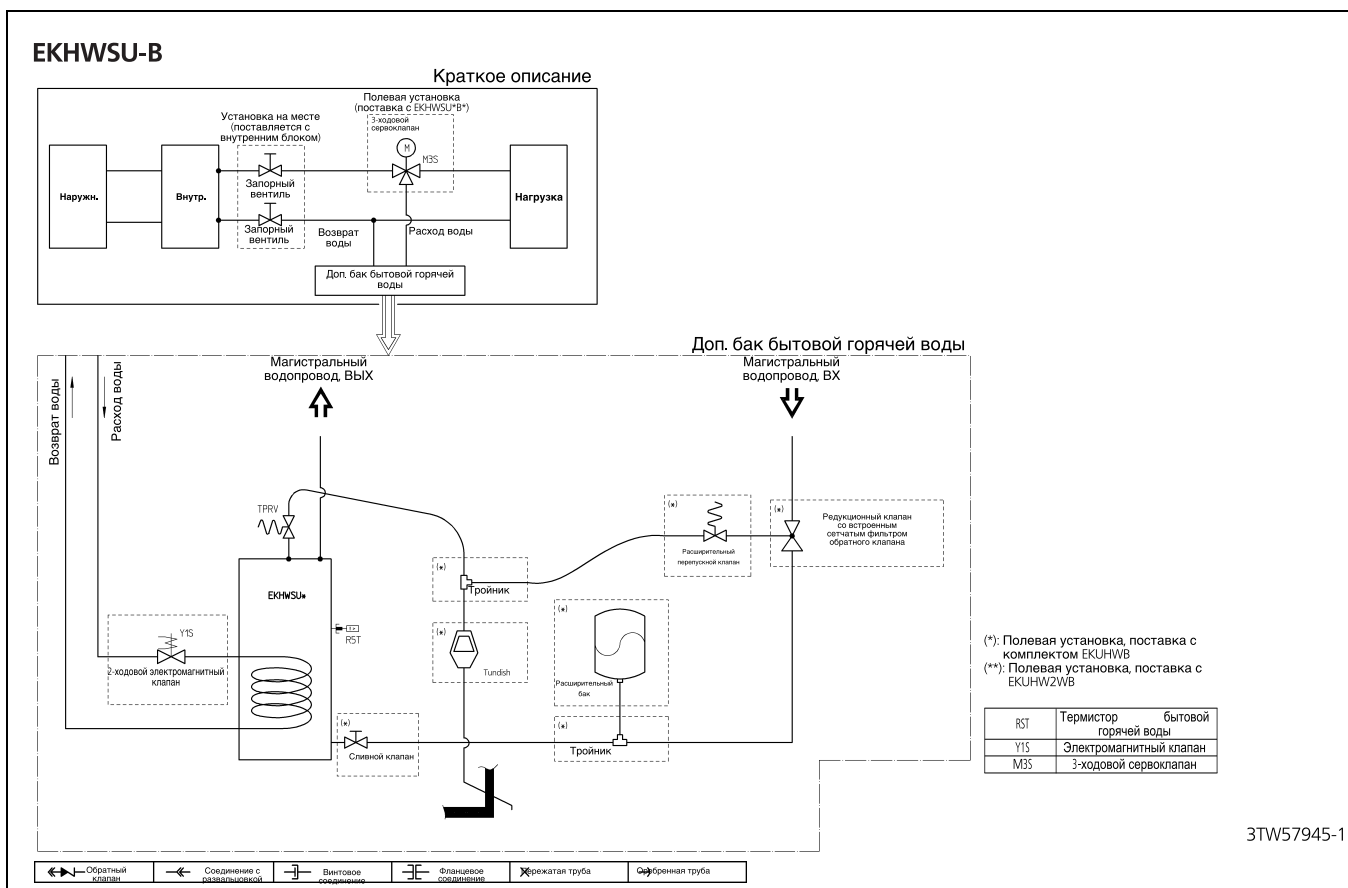 EKHWSU-B
Краткое описание
Установка на месте
(поставляется с
внутренним блоком)
Полевая установка
(поставка с EKHWSU*B*)
3-ходовой
сервоклапан
M
M3S
Наружн.
Внутр.
Запорный
вентиль
Запорный
вентиль
Возврат
воды
Расход воды
Нагрузка
Доп. бак бытовой горячей
воды
Доп. бак бытовой горячей воды
Возврат воды
Расход воды
Магистральный
водопровод, ВЫХ
Магистральный
водопровод, ВХ
TPRV
(*)
Расширительный
перепускной клапан
(*)
Редукционный клапан
со встроенным
сетчатым фильтром
обратного клапана
(*)
Тройник
EKHWSU*
R5T
Y1S
2-ходовой электромагнитный
клапан
(*)
Tundish
(*)
Расширительный
бак
(*)
Сливной клапан
(*)
Тройник
(*): Полевая установка, поставка с
комплектом EKUHWB
(**): Полевая установка, поставка с
EKUHW2WB
RST Термистор бытовой
горячей воды
Y1S Электромагнитный клапан
M3S 3-ходовой сервоклапан
3TW57945-1
Обратный
клапан
Соединение с
развальцовкой
Винтовое
соединение
Фланцевое
соединение
Пережатая труба
Оребренная труба